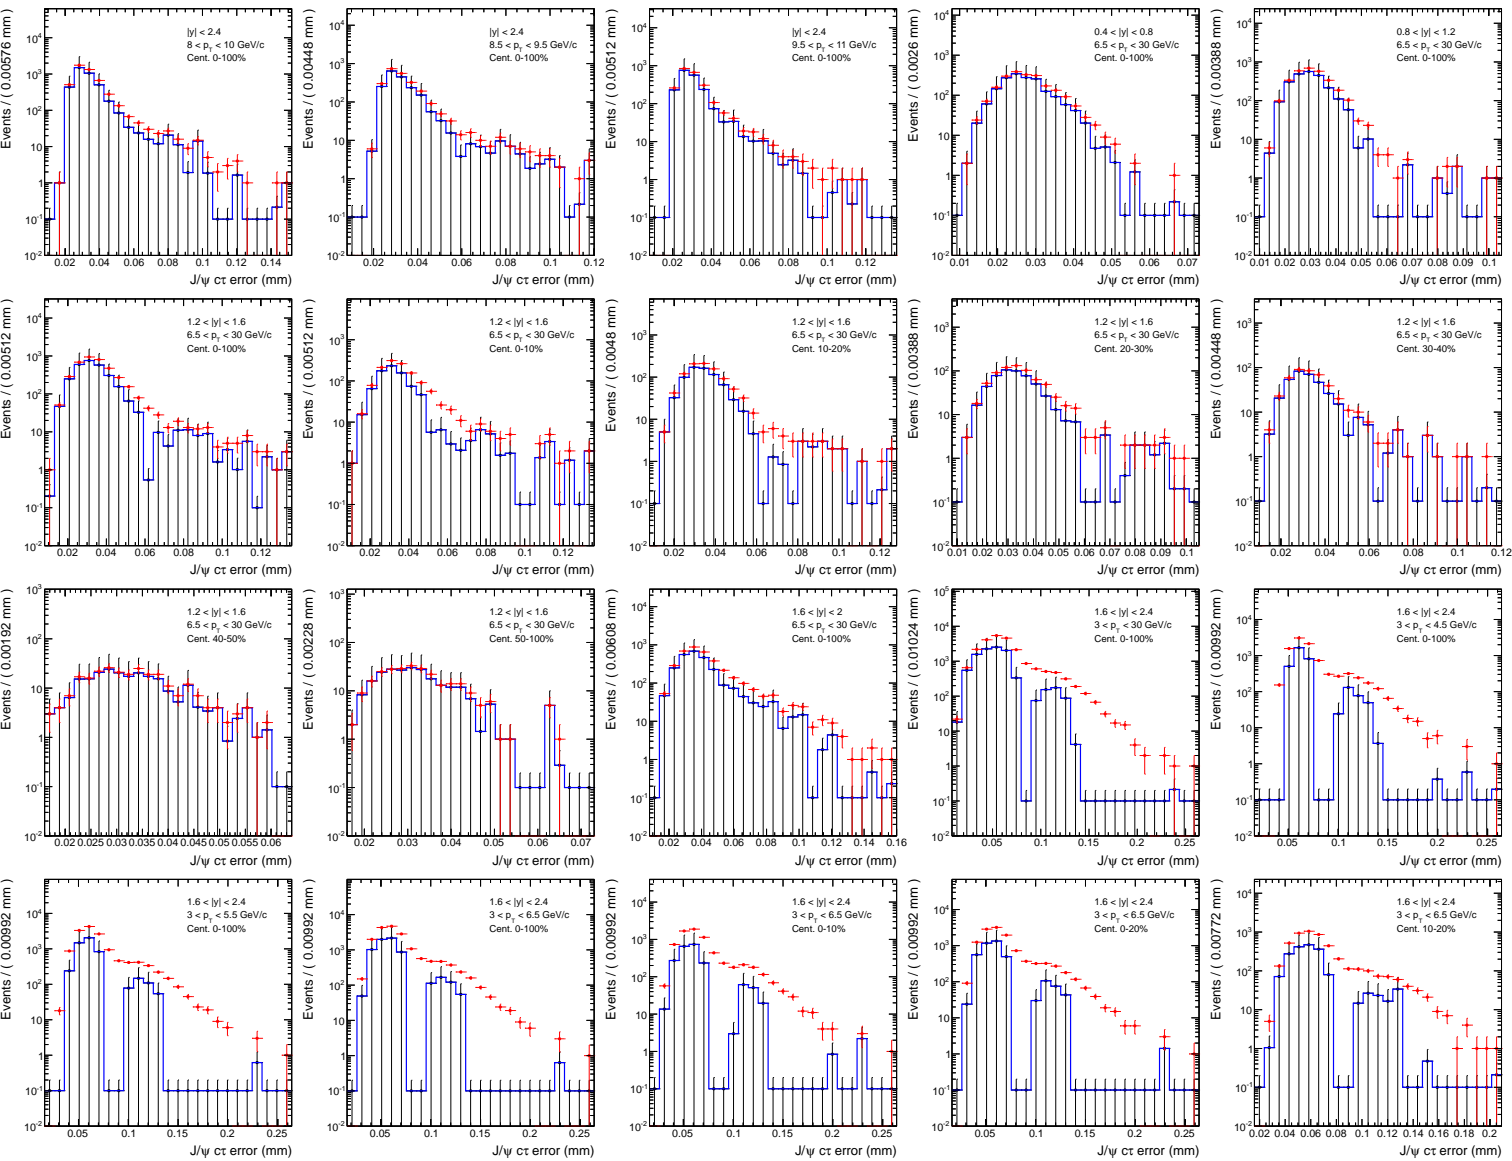 |y| < 2.4
8 < p_T < 10 GeV/c
Cent. 0-100%
Events / ( 0.00576 mm )
J/ψ cτ error (mm)
|y| < 2.4
8.5 < p_T < 9.5 GeV/c
Cent. 0-100%
Events / ( 0.00448 mm )
J/ψ cτ error (mm)
|y| < 2.4
9.5 < p_T < 11 GeV/c
Cent. 0-100%
Events / ( 0.00512 mm )
J/ψ cτ error (mm)
0.4 < |y| < 0.8
6.5 < p_T < 30 GeV/c
Cent. 0-100%
Events / ( 0.0026 mm )
J/ψ cτ error (mm)
0.8 < |y| < 1.2
6.5 < p_T < 30 GeV/c
Cent. 0-100%
Events / ( 0.00388 mm )
J/ψ cτ error (mm)
1.2 < |y| < 1.6
6.5 < p_T < 30 GeV/c
Cent. 0-100%
Events / ( 0.00512 mm )
J/ψ cτ error (mm)
1.2 < |y| < 1.6
6.5 < p_T < 30 GeV/c
Cent. 0-10%
Events / ( 0.00512 mm )
J/ψ cτ error (mm)
1.2 < |y| < 1.6
6.5 < p_T < 30 GeV/c
Cent. 10-20%
Events / ( 0.0048 mm )
J/ψ cτ error (mm)
1.2 < |y| < 1.6
6.5 < p_T < 30 GeV/c
Cent. 20-30%
Events / ( 0.00388 mm )
J/ψ cτ error (mm)
1.2 < |y| < 1.6
6.5 < p_T < 30 GeV/c
Cent. 30-40%
Events / ( 0.00448 mm )
J/ψ cτ error (mm)
1.2 < |y| < 1.6
6.5 < p_T < 30 GeV/c
Cent. 40-50%
Events / ( 0.00192 mm )
J/ψ cτ error (mm)
1.2 < |y| < 1.6
6.5 < p_T < 30 GeV/c
Cent. 50-100%
Events / ( 0.00228 mm )
J/ψ cτ error (mm)
1.6 < |y| < 2
6.5 < p_T < 30 GeV/c
Cent. 0-100%
Events / ( 0.00608 mm )
J/ψ cτ error (mm)
1.6 < |y| < 2.4
3 < p_T < 30 GeV/c
Cent. 0-100%
Events / ( 0.01024 mm )
J/ψ cτ error (mm)
1.6 < |y| < 2.4
3 < p_T < 4.5 GeV/c
Cent. 0-100%
Events / ( 0.00992 mm )
J/ψ cτ error (mm)
1.6 < |y| < 2.4
3 < p_T < 5.5 GeV/c
Cent. 0-100%
Events / ( 0.00992 mm )
J/ψ cτ error (mm)
1.6 < |y| < 2.4
3 < p_T < 6.5 GeV/c
Cent. 0-100%
Events / ( 0.00992 mm )
J/ψ cτ error (mm)
1.6 < |y| < 2.4
3 < p_T < 6.5 GeV/c
Cent. 0-10%
Events / ( 0.00992 mm )
J/ψ cτ error (mm)
1.6 < |y| < 2.4
3 < p_T < 6.5 GeV/c
Cent. 0-20%
Events / ( 0.00992 mm )
J/ψ cτ error (mm)
1.6 < |y| < 2.4
3 < p_T < 6.5 GeV/c
Cent. 10-20%
Events / ( 0.00772 mm )
J/ψ cτ error (mm)